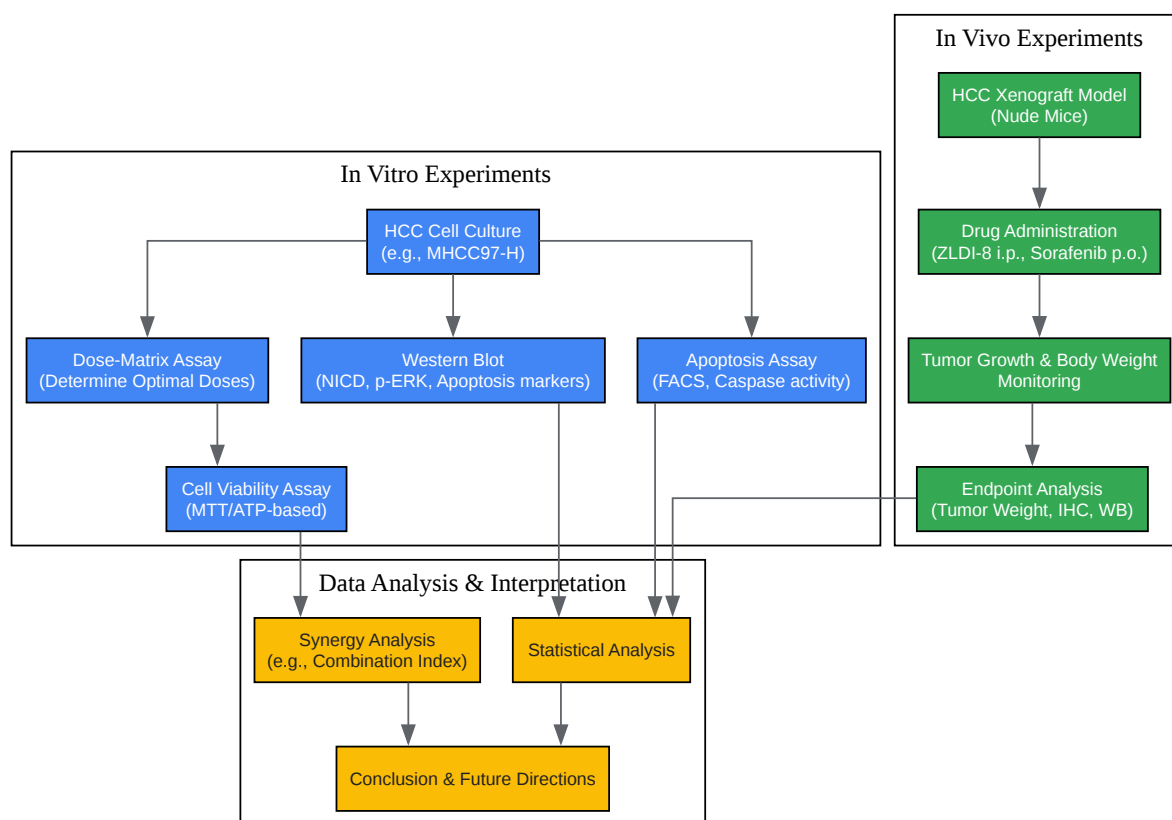 In Vivo Experiments
HCC Xenograft Model
(Nude Mice)
Drug Administration
(ZLDI-8 i.p., Sorafenib p.o.)
Tumor Growth & Body Weight
Monitoring
Endpoint Analysis
(Tumor Weight, IHC, WB)
In Vitro Experiments
HCC Cell Culture
(e.g., MHCC97-H)
Dose-Matrix Assay
(Determine Optimal Doses)
Western Blot
(NICD, p-ERK, Apoptosis markers)
Apoptosis Assay
(FACS, Caspase activity)
Cell Viability Assay
(MTT/ATP-based)
Data Analysis & Interpretation
Synergy Analysis
(e.g., Combination Index)
Statistical Analysis
Conclusion & Future Directions